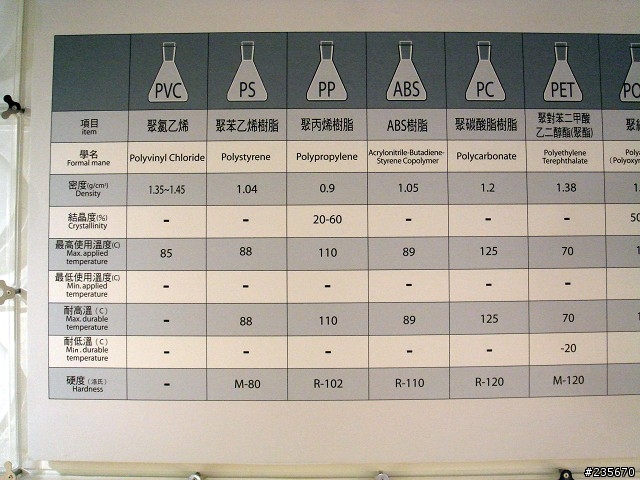 PVC PS PP ABS PC PET PO
項目 聚氯乙烯 聚苯乙烯樹脂 聚丙烯樹脂 ABS樹脂 聚碳酸脂樹脂 聚對苯二甲酸
item 乙二醇酯(聚酯)
學名 Polyvinyl Chloride Polystyrene Polypropylene Acrylonitrile-Butadiene- Polycarbonate Polyethylene Polya
Formal mane Styrene Copolymer Terephthalate (Polyoxy
密度(g/cm³) 1.35~1.45 1.04 0.9 1.05 1.2 1.38 1.
Density
結晶度(%) - - 20-60 - - - 50
Crystallinity
最高使用溫度(C) 85 88 110 89 125 70
Max. applied
temperature
最低使用溫度(C) - - - - - -
Min. applied
temperature
耐高溫(C) - 88 110 89 125 70
Max. durable
temperature
耐低溫(C) - - - - - -20
Min. durable
temperature
硬度(洛氏) - M-80 R-102 R-110 R-120 M-120
Hardness
#235670